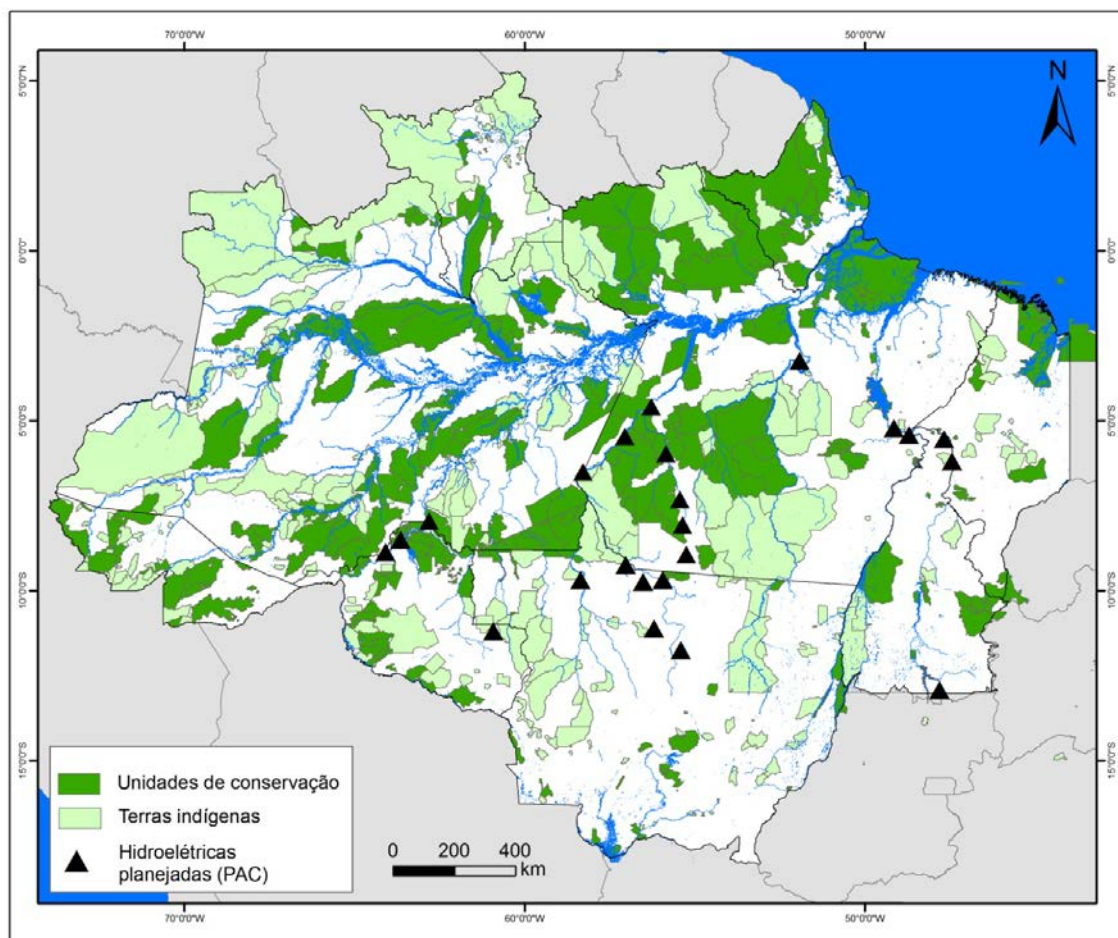 70°0'0"W
60°0'0"W
50°0'0"W
5°0'0"N
5°0'0"N
N
0°0'0"
0°0'0"
5°0'0"S
5°0'0"S
10°0'0"S
10°0'0"S
15°0'0"S
15°0'0"S
Unidades de conservação
Terras indígenas
Hidroelétricas
planejadas (PAC)
0 200 400
km
70°0'0"W
60°0'0"W
50°0'0"W